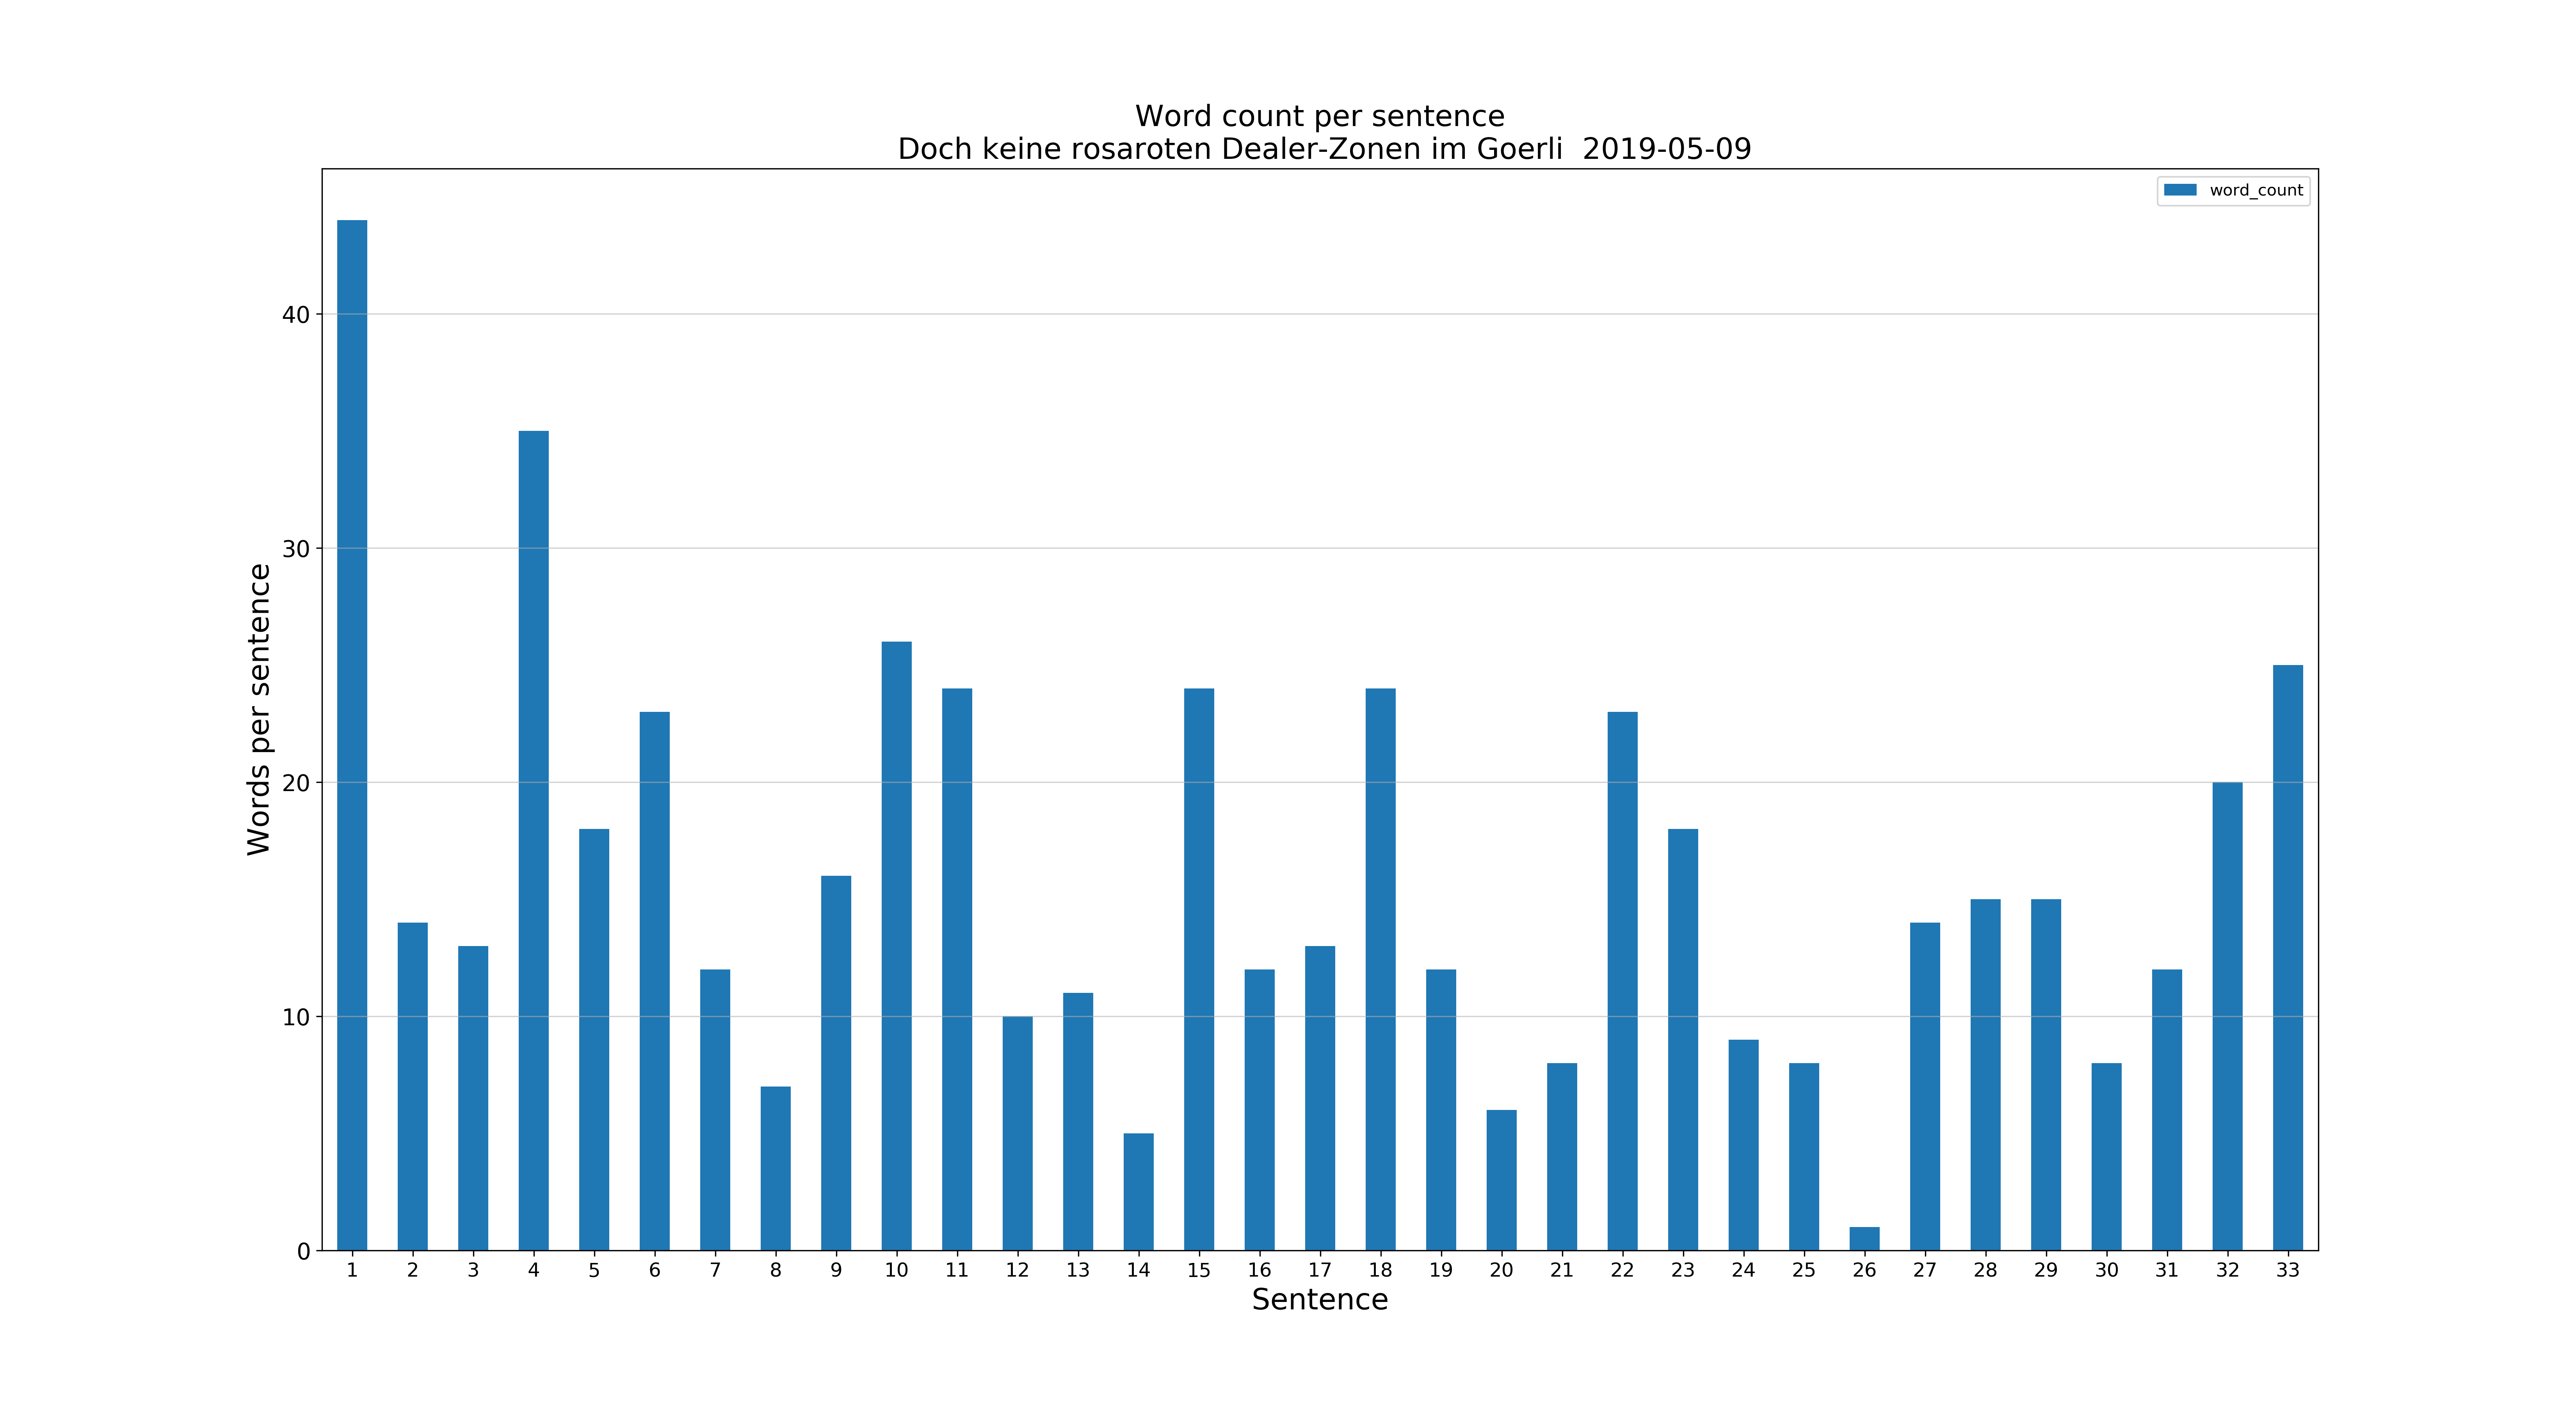 Word count per sentence
Doch keine rosaroten Dealer-Zonen im Goerli  2019-05-09
word_count
40
30
20
10
0
Words per sentence
1 2 3 4 5 6 7 8 9 10 11 12 13 14 15 16 17 18 19 20 21 22 23 24 25 26 27 28 29 30 31 32 33
Sentence